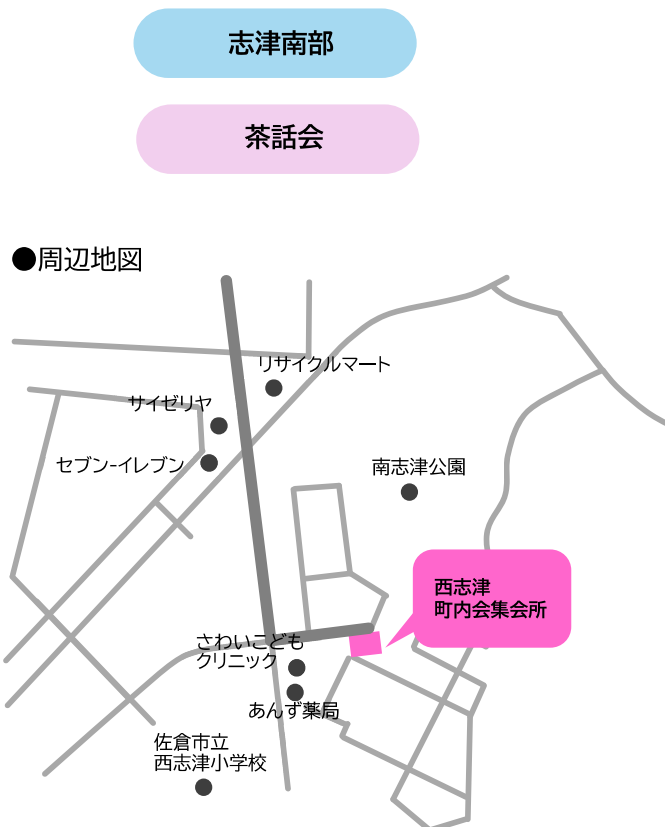 志津南部
茶話会
●周辺地図
リサイクルマート
サイゼリヤ
セブン-イレブン
南志津公園
西志津
町内会集会所
さわいこども
クリニック
あんず薬局
佐倉市立
西志津小学校